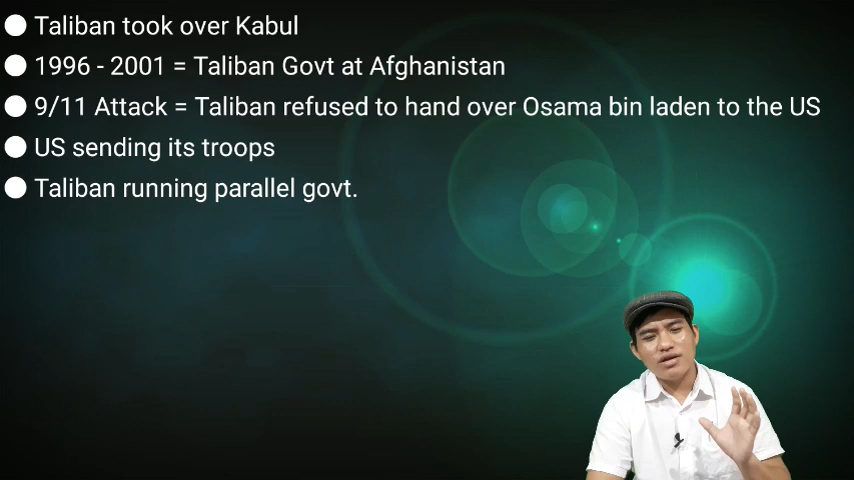 Taliban took over Kabul
1996 - 2001 = Taliban Govt at Afghanistan
9/11 Attack = Taliban refused to hand over Osama bin laden to the US
US sending its troops
Taliban running parallel govt.